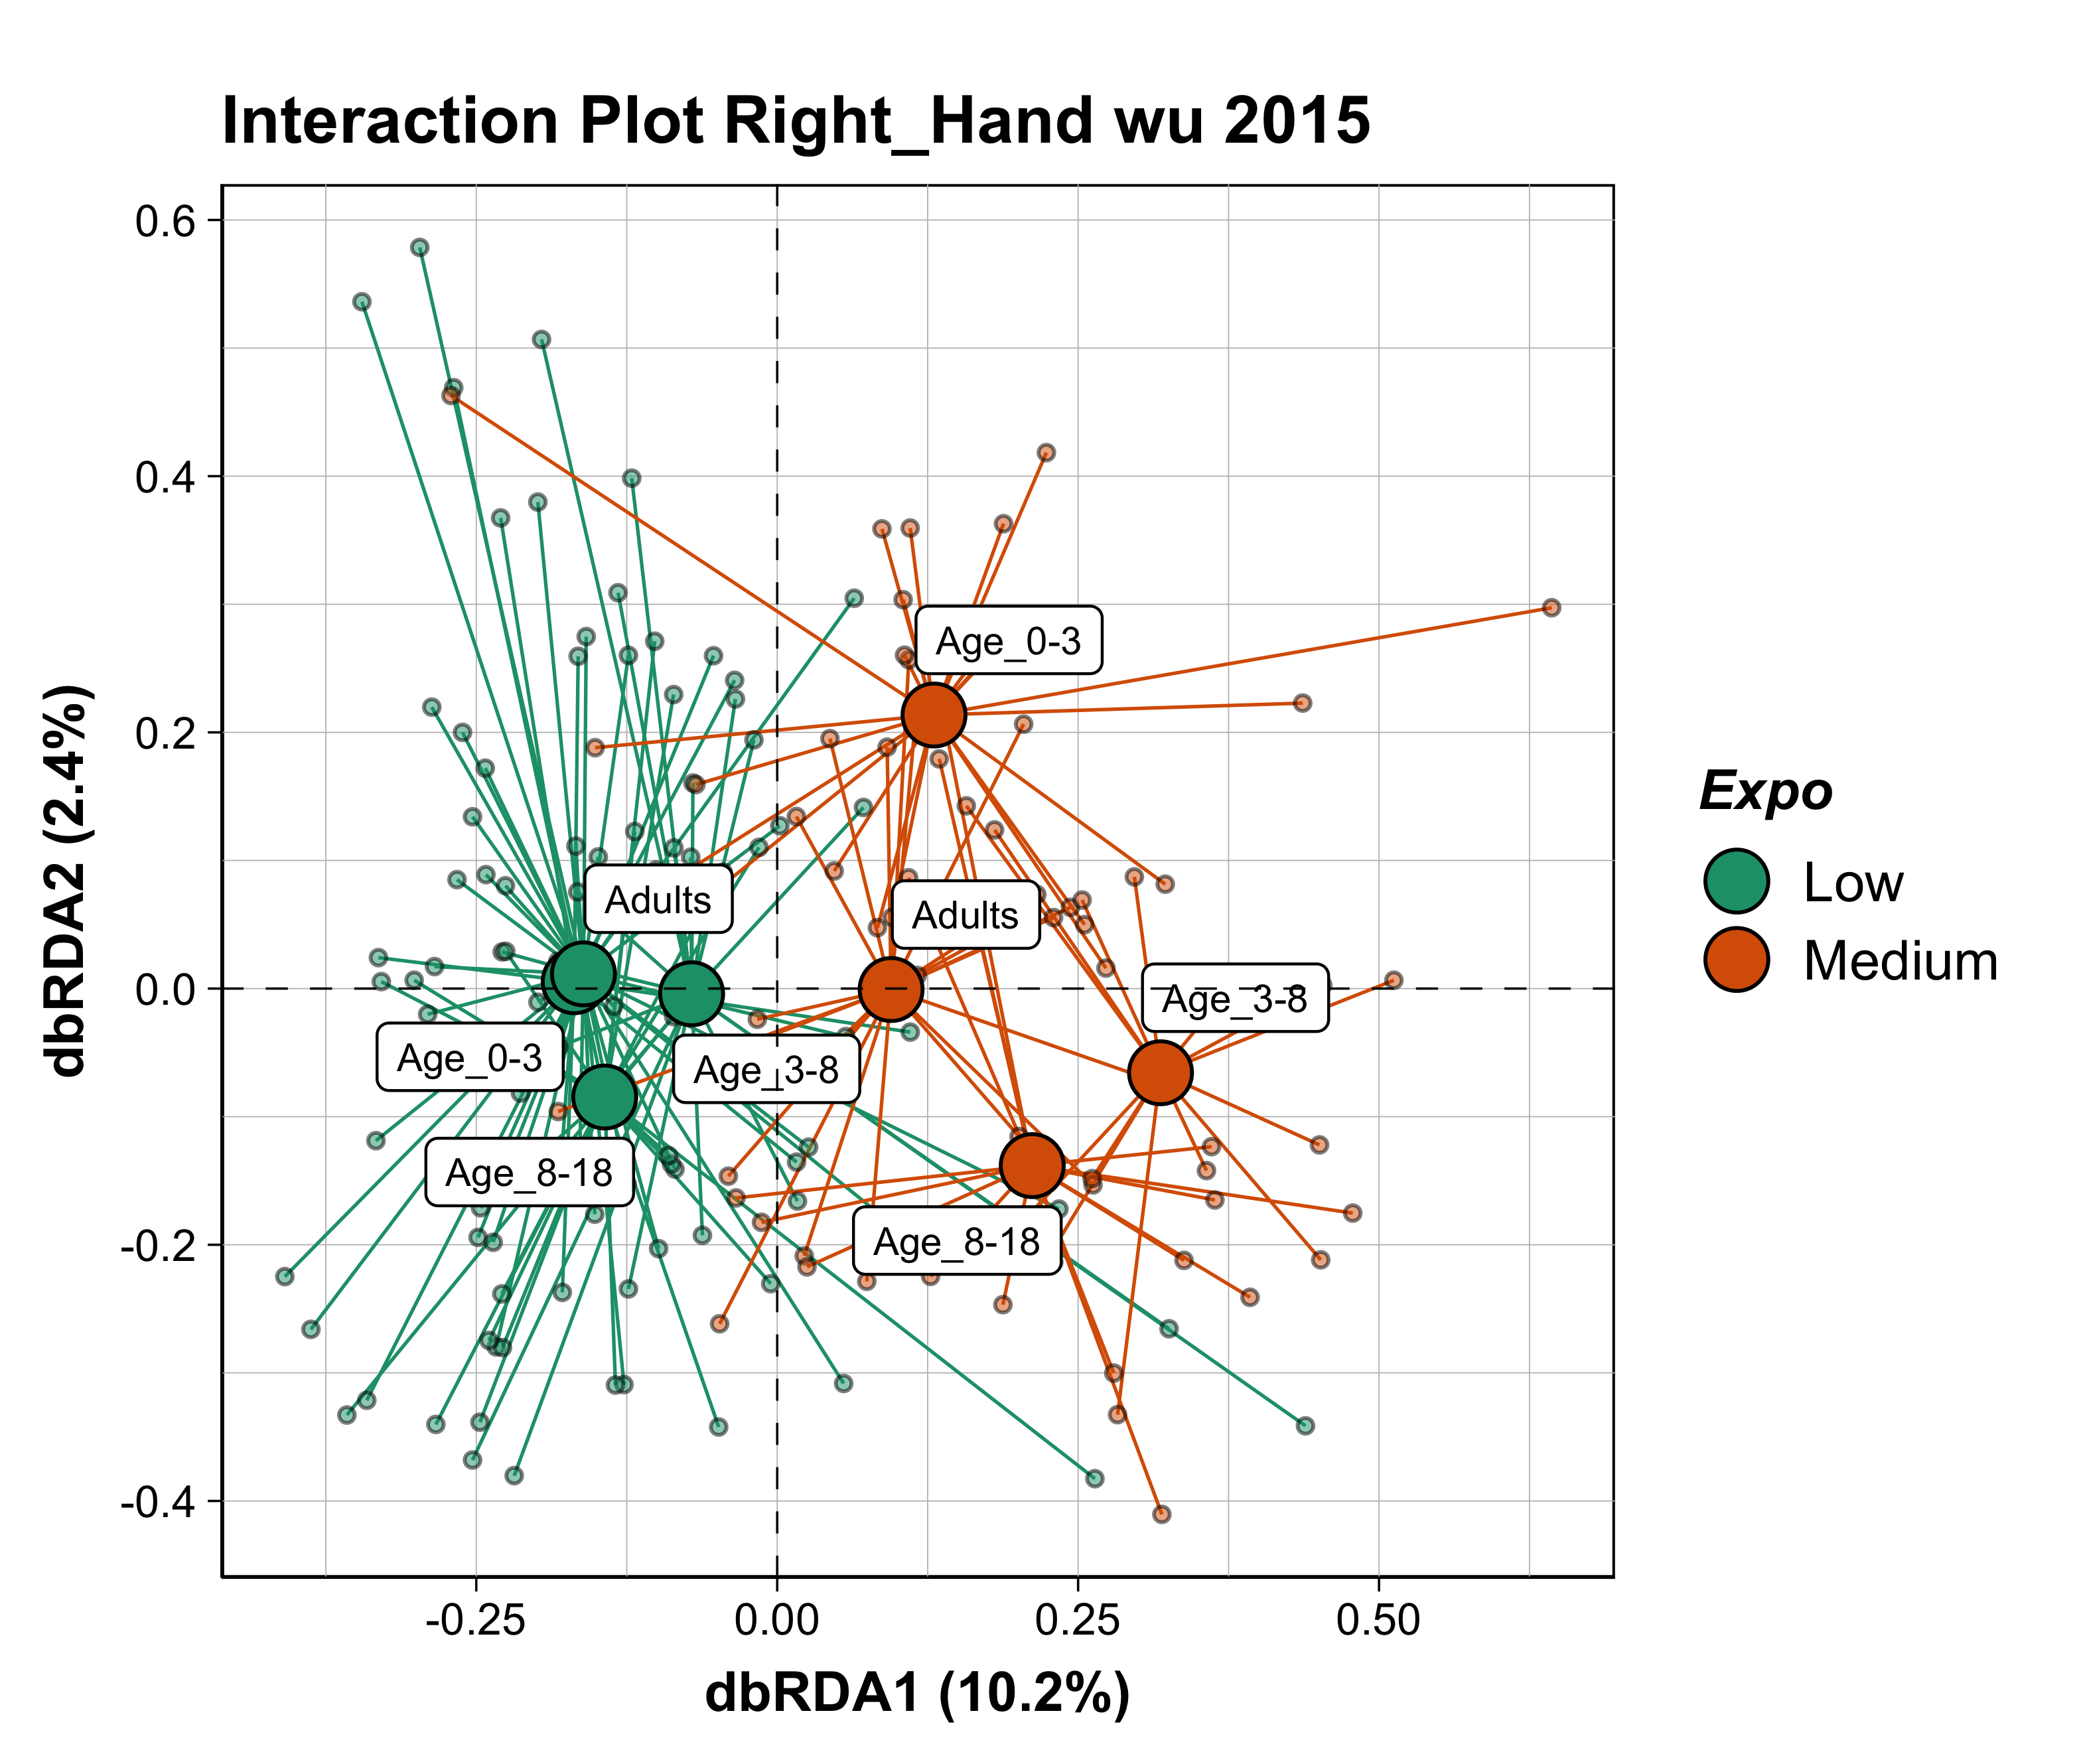 Interaction Plot Right_Hand wu 2015
0.6
0.4
0.2
0.0
-0.2
-0.4
dbRDA2 (2.4%)
Age_0-3
Adults
Adults
Age_3-8
Age_0-3
Age_3-8
Age_8-18
Age_8-18
-0.25
0.00
0.25
0.50
dbRDA1 (10.2%)
Expo
Low
Medium